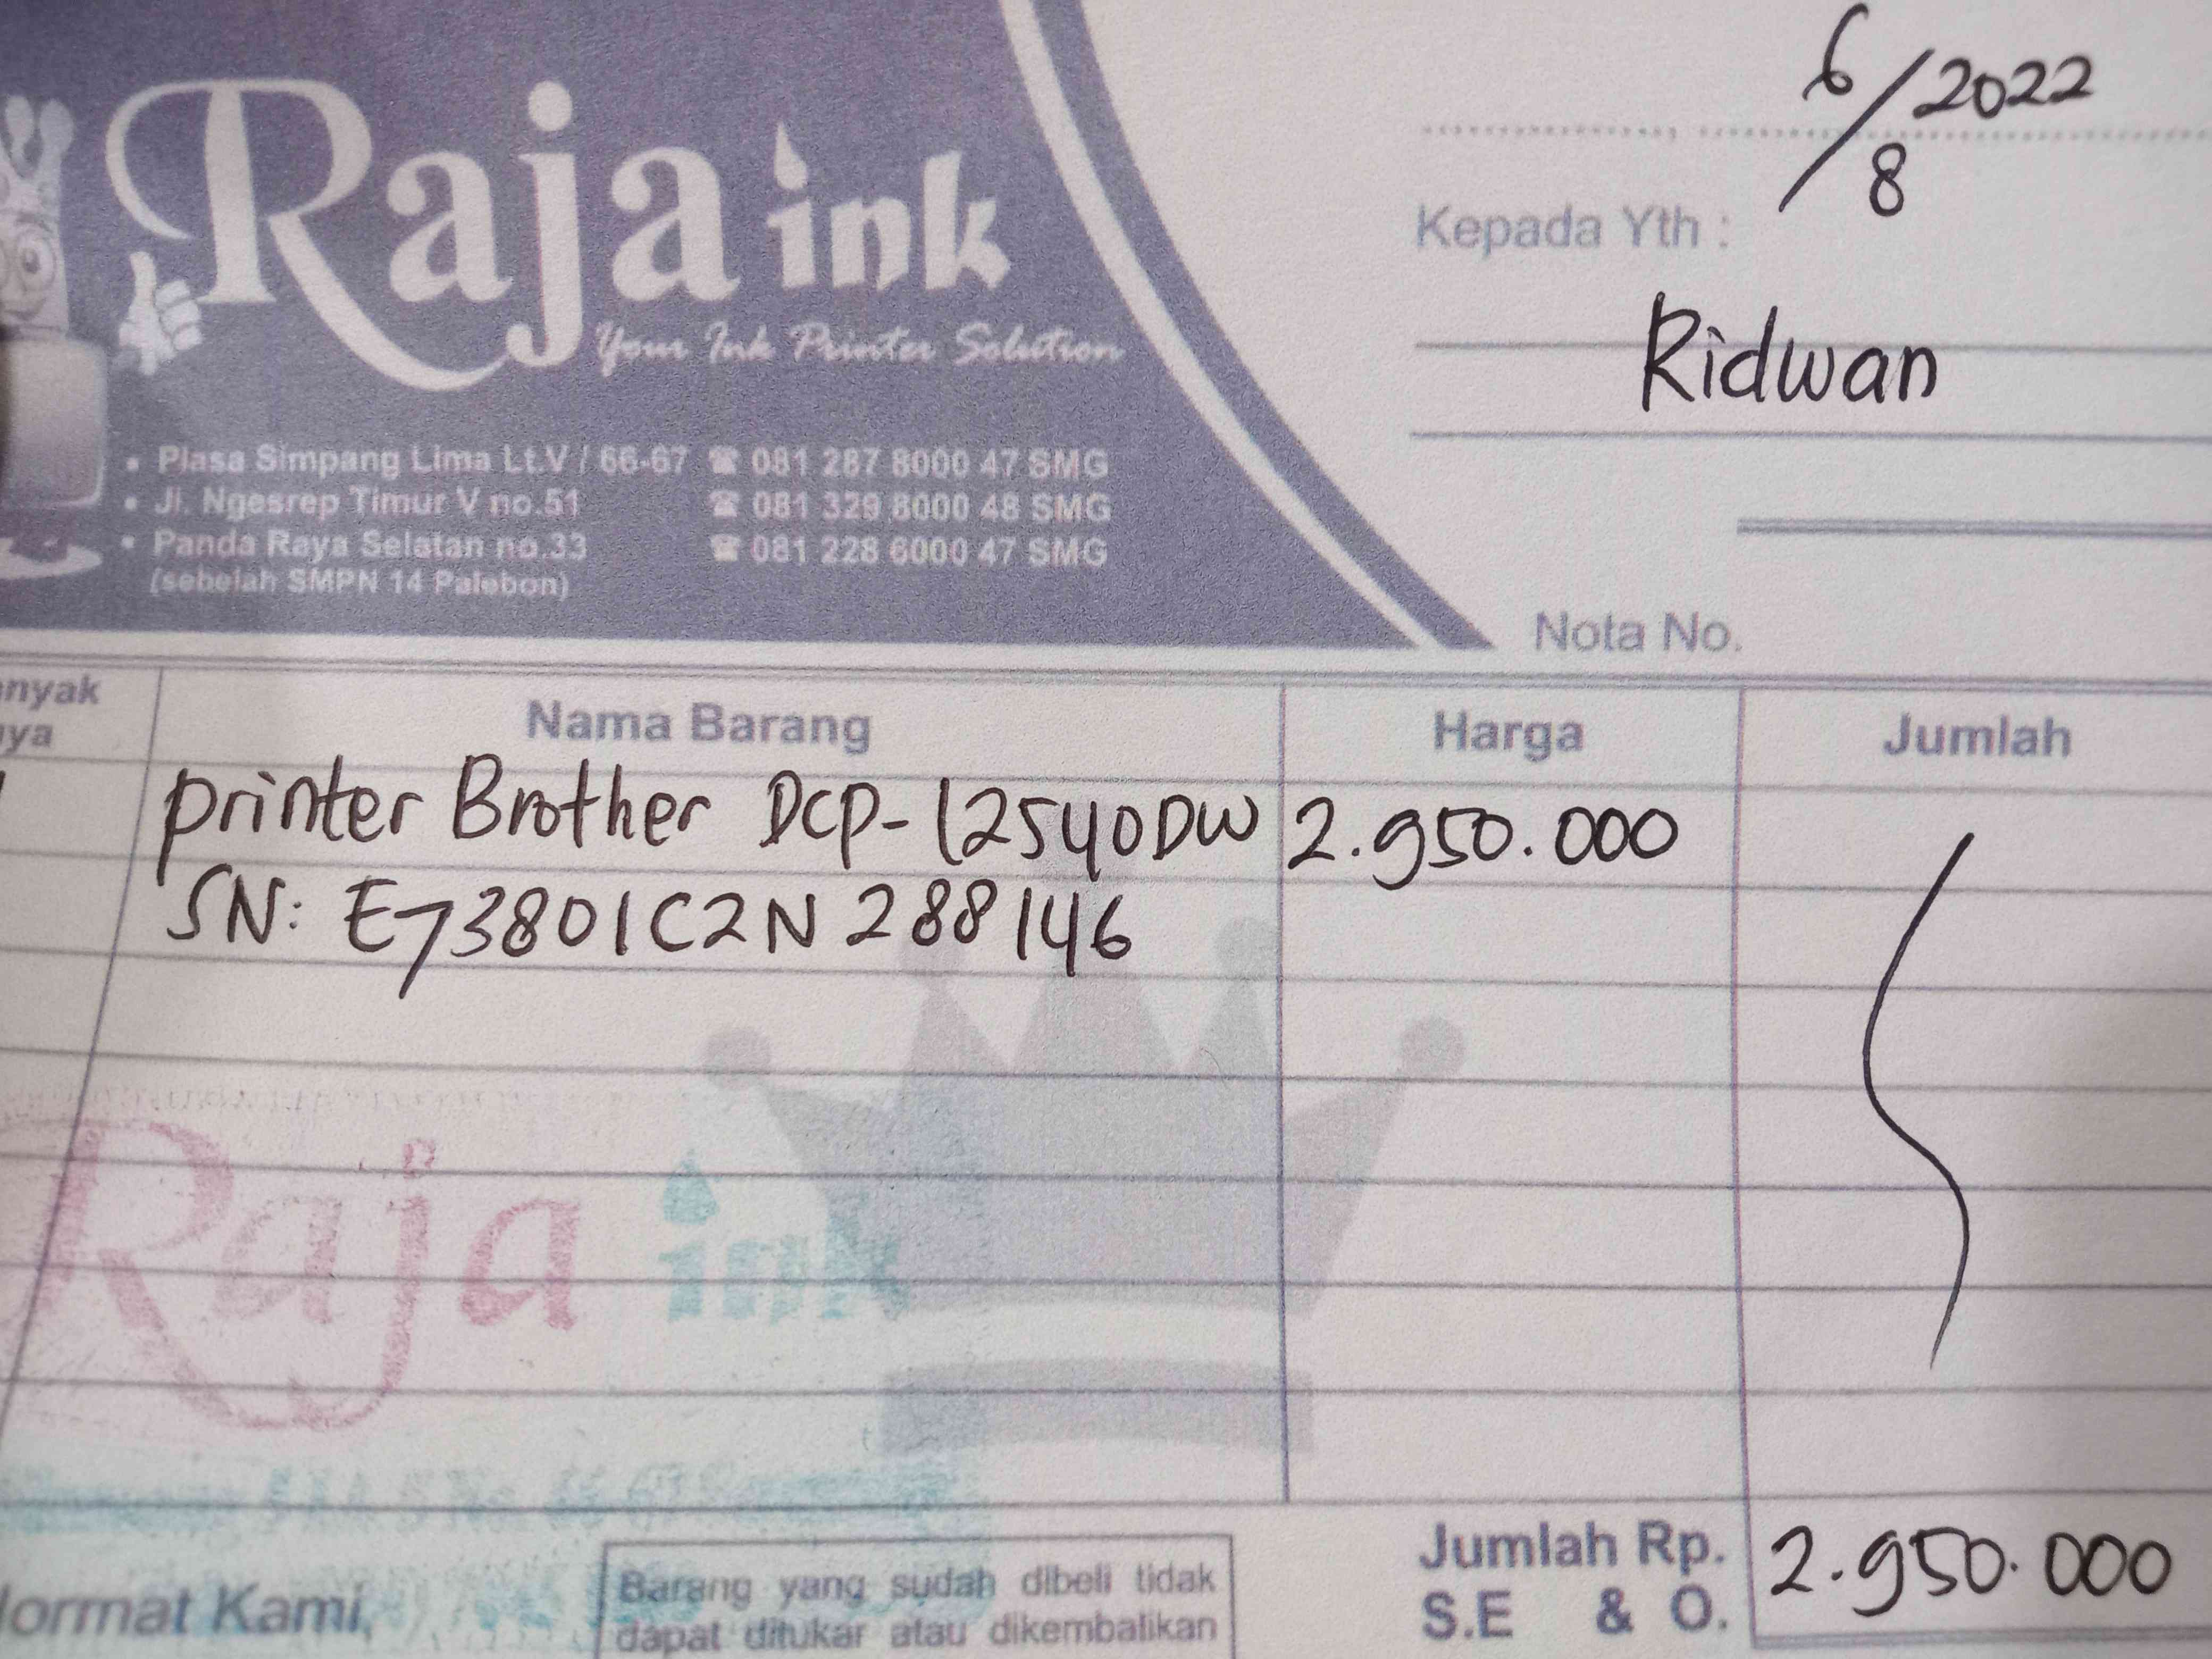 6/8/2022
Raja ink
Your Ink Printer Solution
Kepada Yth :
Ridwan
• Plasa Simpang Lima Lt.V / 66-67 ☎ 081 287 8000 47 SMG
• Jl. Ngesrep Timur V no.51 ☎ 081 329 8000 48 SMG
• Panda Raya Selatan no.33 ☎ 081 228 6000 47 SMG
(sebelah SMPN 14 Palebon)
Nota No.
anyak
nya
Nama Barang
Harga
Jumlah
printer Brother DCP-L2540DW 2.950.000
SN: E73801C2N288146
Raja ink
Jumlah Rp. 2.950.000
S.E & O.
Hormat Kami,
Barang yang sudah dibeli tidak
dapat ditukar atau dikembalikan